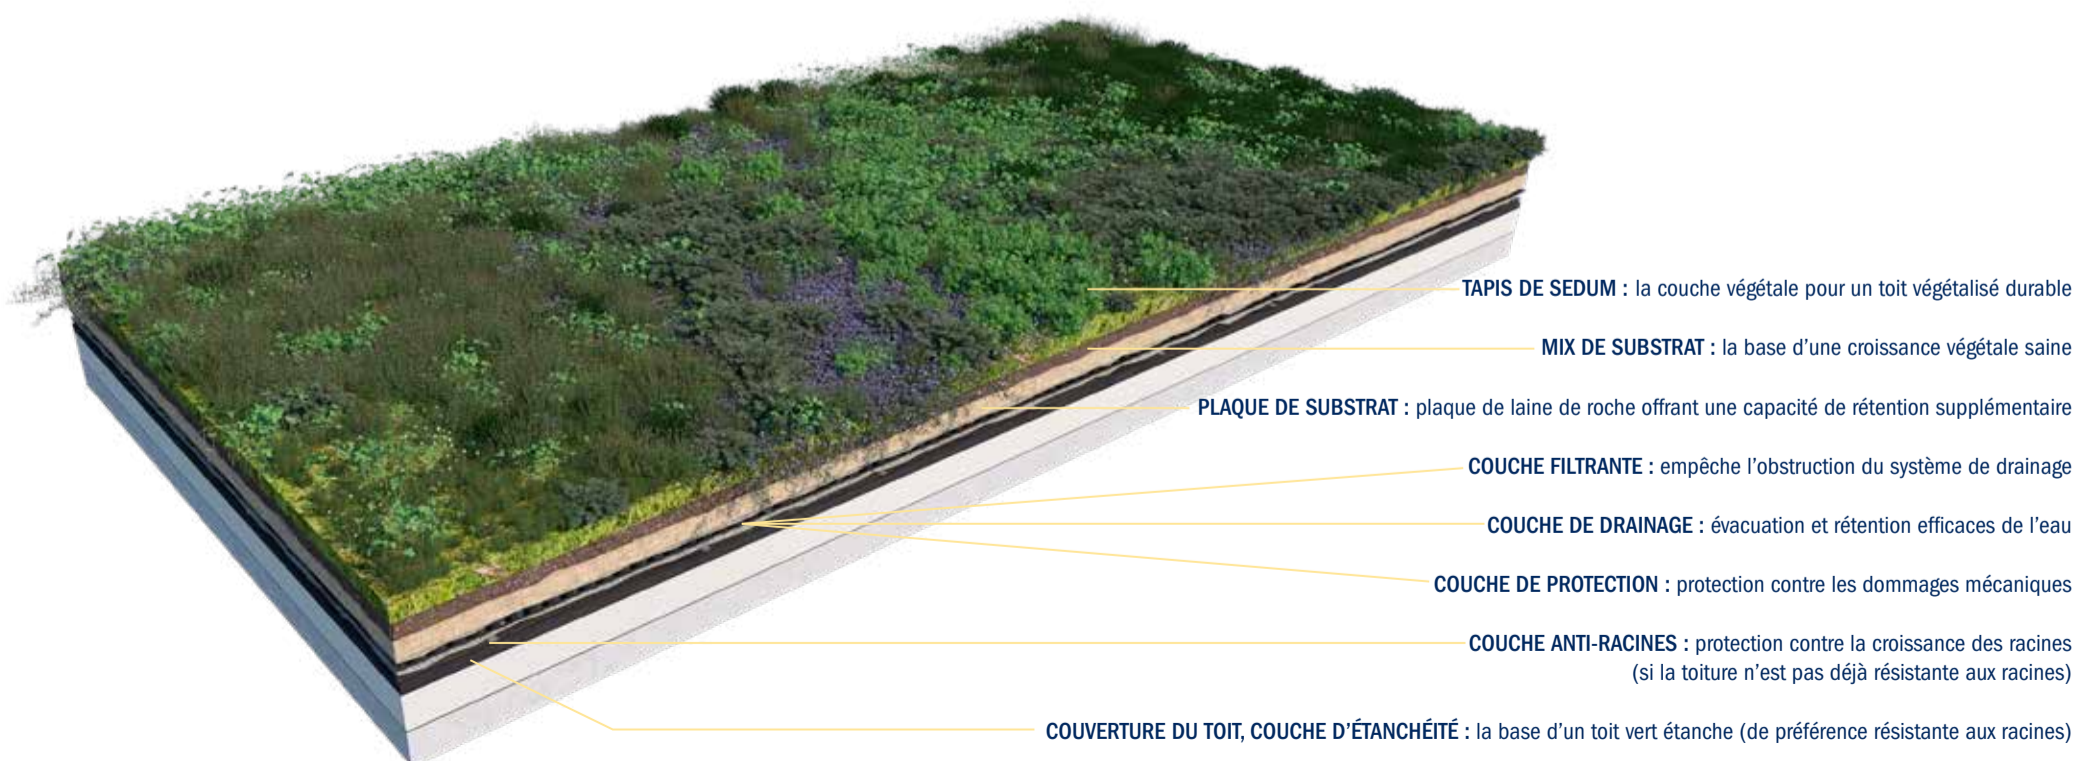 TAPIS DE SEDUM : la couche végétale pour un toit végétalisé durable
MIX DE SUBSTRAT : la base d’une croissance végétale saine
PLAQUE DE SUBSTRAT : plaque de laine de roche offrant une capacité de rétention supplémentaire
COUCHE FILTRANTE : empêche l’obstruction du système de drainage
COUCHE DE DRAINAGE : évacuation et rétention efficaces de l’eau
COUCHE DE PROTECTION : protection contre les dommages mécaniques
COUCHE ANTI-RACINES : protection contre la croissance des racines
(si la toiture n’est pas déjà résistante aux racines)
COUVERTURE DU TOIT, COUCHE D’ÉTANCHÉITÉ : la base d’un toit vert étanche (de préférence résistante aux racines)